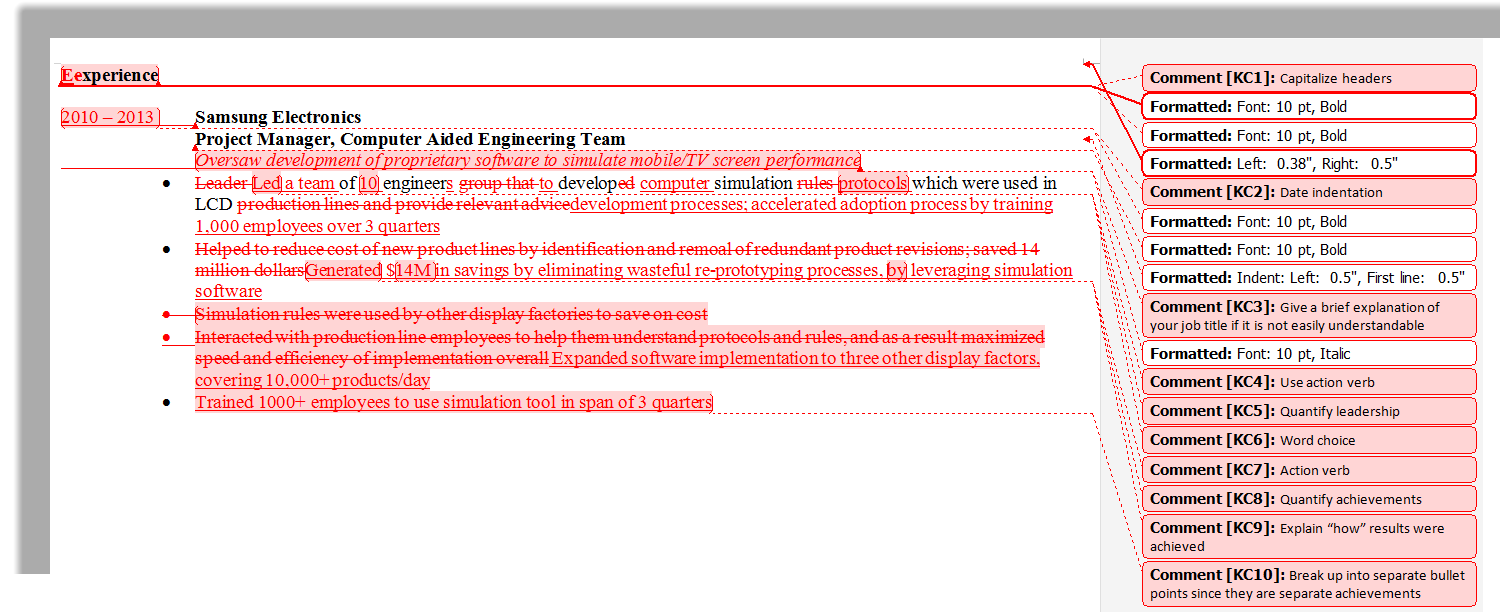 Eexperience
2010 – 2013 Samsung Electronics
Project Manager, Computer Aided Engineering Team
Oversaw development of proprietary software to simulate mobile/TV screen performance
● Leader Led a team of 10 engineers group that to developed computer simulation rules protocols which were used in
LCD production lines and provide relevant advicedevelopment processes; accelerated adoption process by training
1,000 employees over 3 quarters
● Helped to reduce cost of new product lines by identification and remoal of redundant product revisions; saved 14
million dollarsGenerated $14M in savings by eliminating wasteful re-prototyping processes, by leveraging simulation
software
● Simulation rules were used by other display factories to save on cost
● Interacted with production line employees to help them understand protocols and rules, and as a result maximized
speed and efficiency of implementation overall Expanded software implementation to three other display factors,
covering 10,000+ products/day
● Trained 1000+ employees to use simulation tool in span of 3 quarters
Comment [KC1]: Capitalize headers
Formatted: Font: 10 pt, Bold
Formatted: Font: 10 pt, Bold
Formatted: Left: 0.38", Right: 0.5"
Comment [KC2]: Date indentation
Formatted: Font: 10 pt, Bold
Formatted: Font: 10 pt, Bold
Formatted: Indent: Left: 0.5", First line: 0.5"
Comment [KC3]: Give a brief explanation of
your job title if it is not easily understandable
Formatted: Font: 10 pt, Italic
Comment [KC4]: Use action verb
Comment [KC5]: Quantify leadership
Comment [KC6]: Word choice
Comment [KC7]: Action verb
Comment [KC8]: Quantify achievements
Comment [KC9]: Explain “how” results were
achieved
Comment [KC10]: Break up into separate bullet
points since they are separate achievements